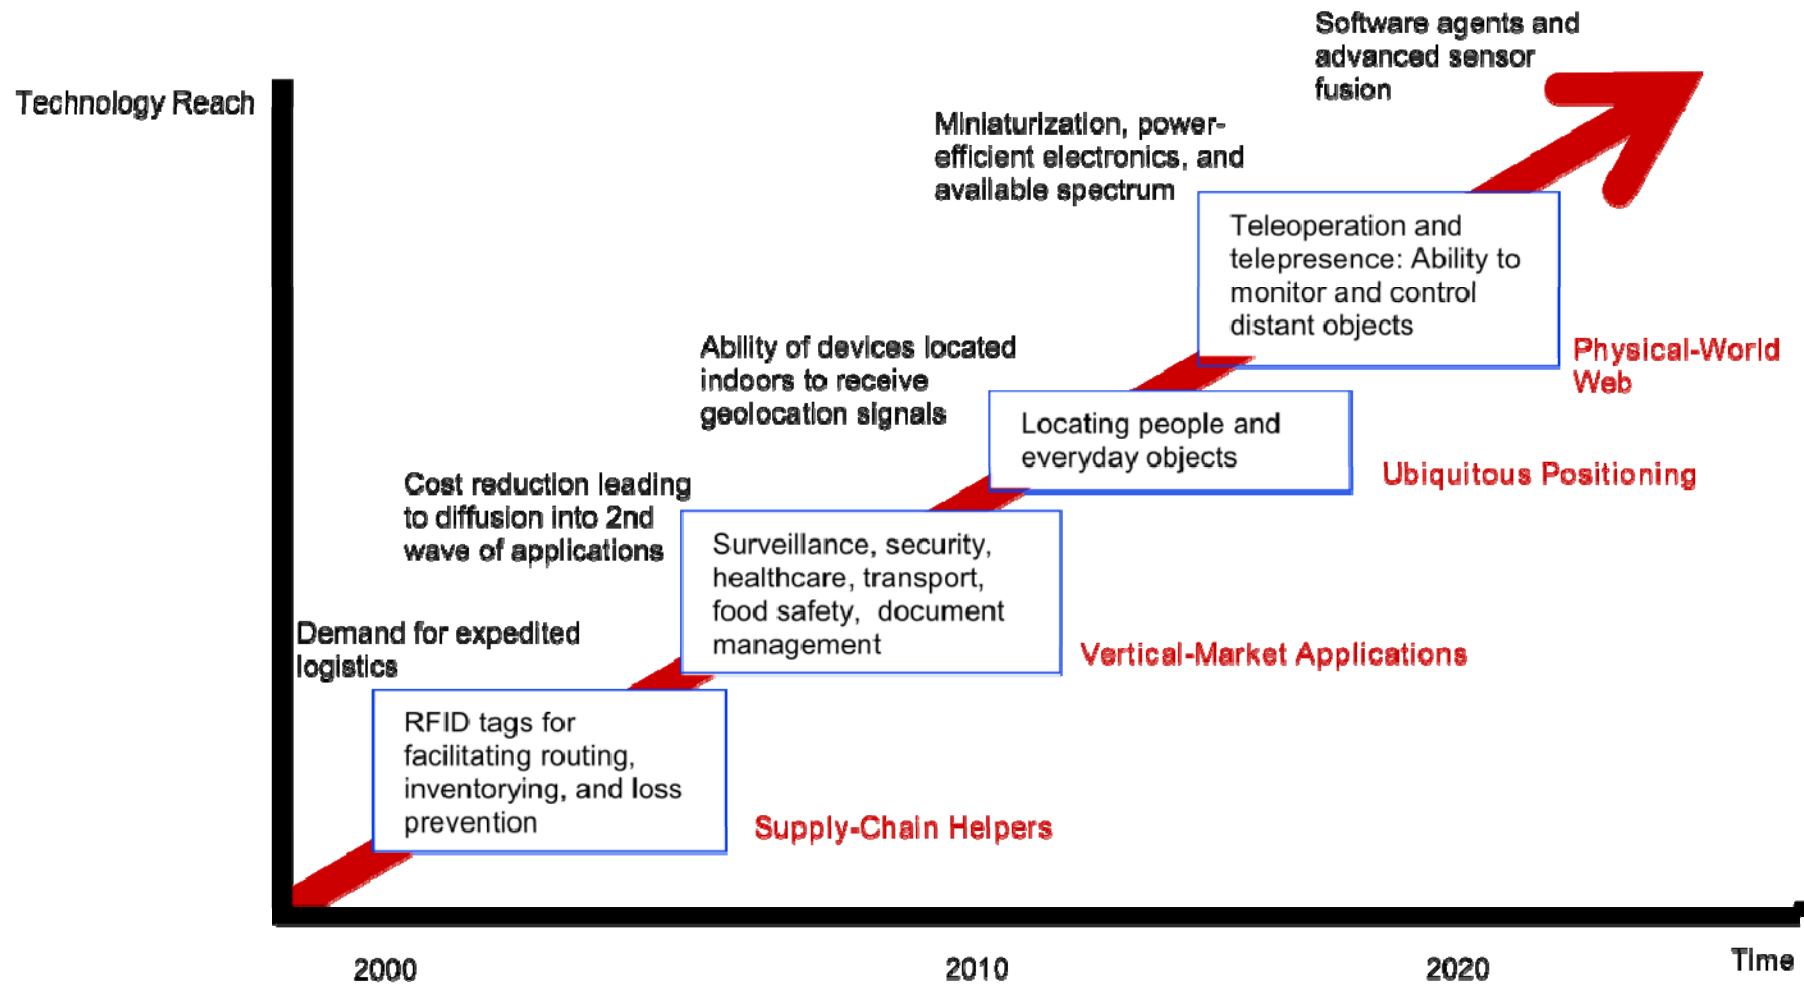 Software agents and
advanced sensor
fusion
Technology Reach
Miniaturization, power-
efficient electronics, and
available spectrum
Teleoperation and
telepresence: Ability to
monitor and control
distant objects
Physical-World
Web
Ability of devices located
indoors to receive
geolocation signals
Locating people and
everyday objects
Ubiquitous Positioning
Cost reduction leading
to diffusion into 2nd
wave of applications
Surveillance, security,
healthcare, transport,
food safety, document
management
Vertical-Market Applications
Demand for expedited
logistics
RFID tags for
facilitating routing,
inventorying, and loss
prevention
Supply-Chain Helpers
2000
2010
2020
Time